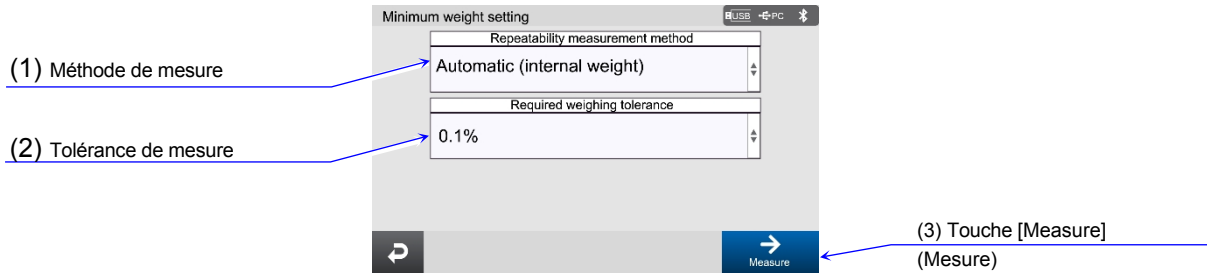 Minimum weight setting
USB PC
Repeatability measurement method
(1) Méthode de mesure
Automatic (internal weight)
Required weighing tolerance
(2) Tolérance de mesure
0.1%
(3) Touche [Measure]
(Mesure)
Measure